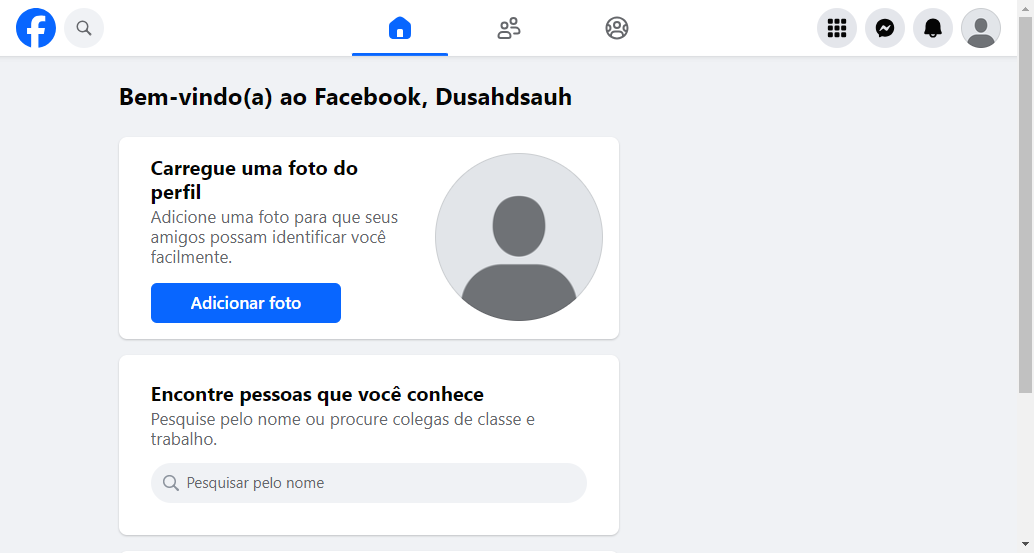 Bem-vindo(a) ao Facebook, Dusahdsauh
Carregue uma foto do
perfil
Adicione uma foto para que seus
amigos possam identificar você
facilmente.
Adicionar foto
Encontre pessoas que você conhece
Pesquise pelo nome ou procure colegas de classe e
trabalho.
Pesquisar pelo nome